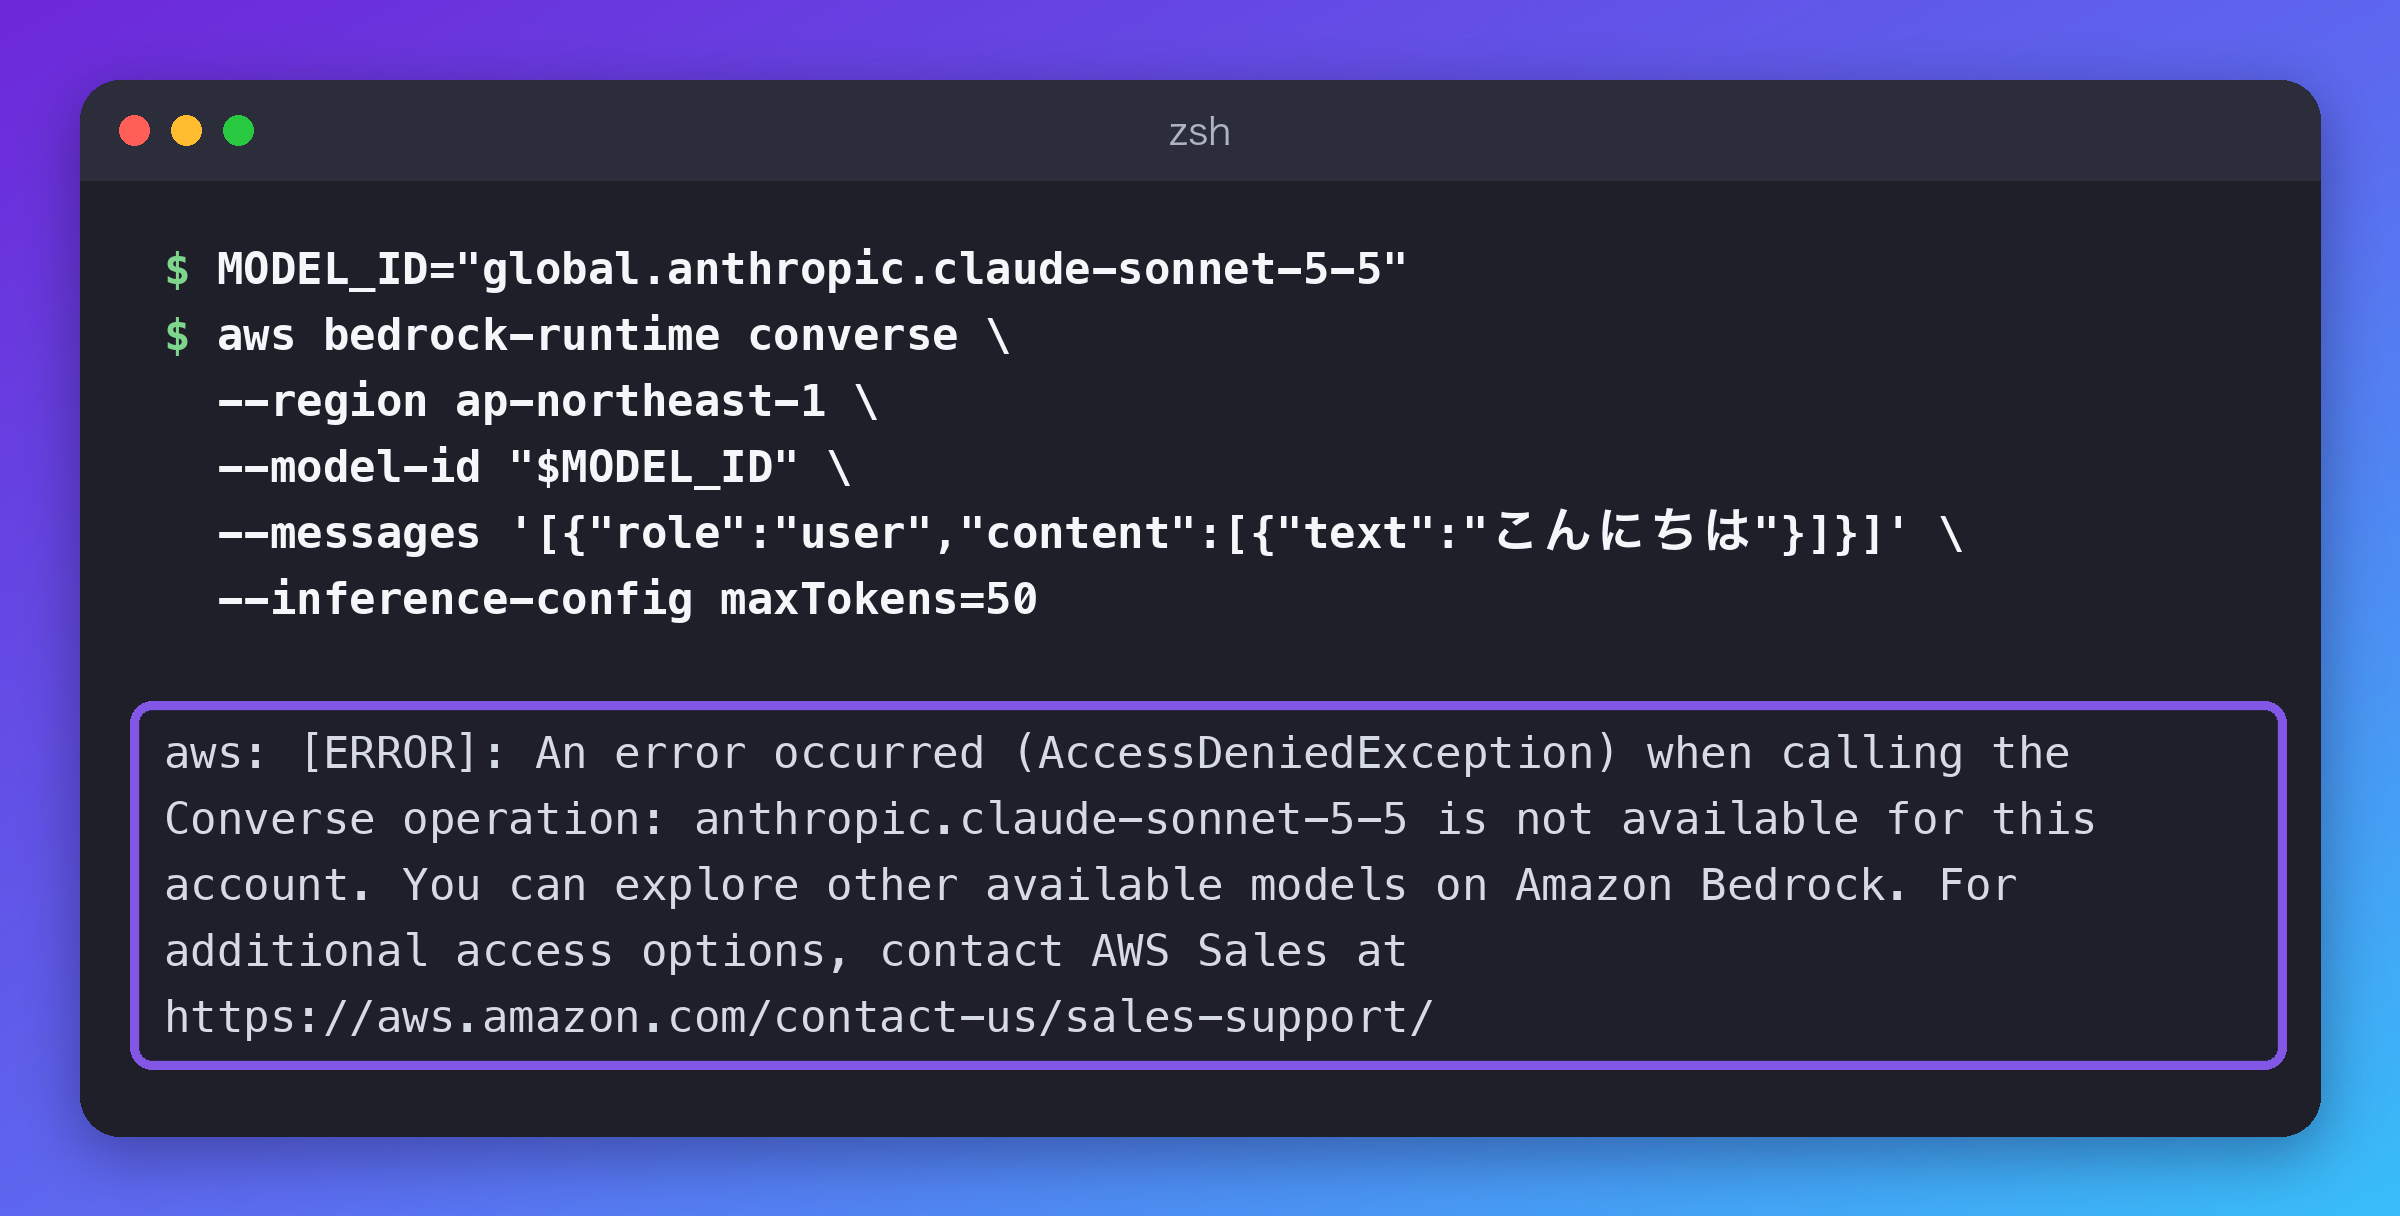 zsh
$ MODEL_ID="global.anthropic.claude-sonnet-5-5"
$ aws bedrock-runtime converse \
--region ap-northeast-1 \
--model-id "$MODEL_ID" \
--messages '[{"role":"user","content":[{"text":"こんにちは"}]}]' \
--inference-config maxTokens=50
aws: [ERROR]: An error occurred (AccessDeniedException) when calling the
Converse operation: anthropic.claude-sonnet-5-5 is not available for this
account. You can explore other available models on Amazon Bedrock. For
additional access options, contact AWS Sales at
https://aws.amazon.com/contact-us/sales-support/